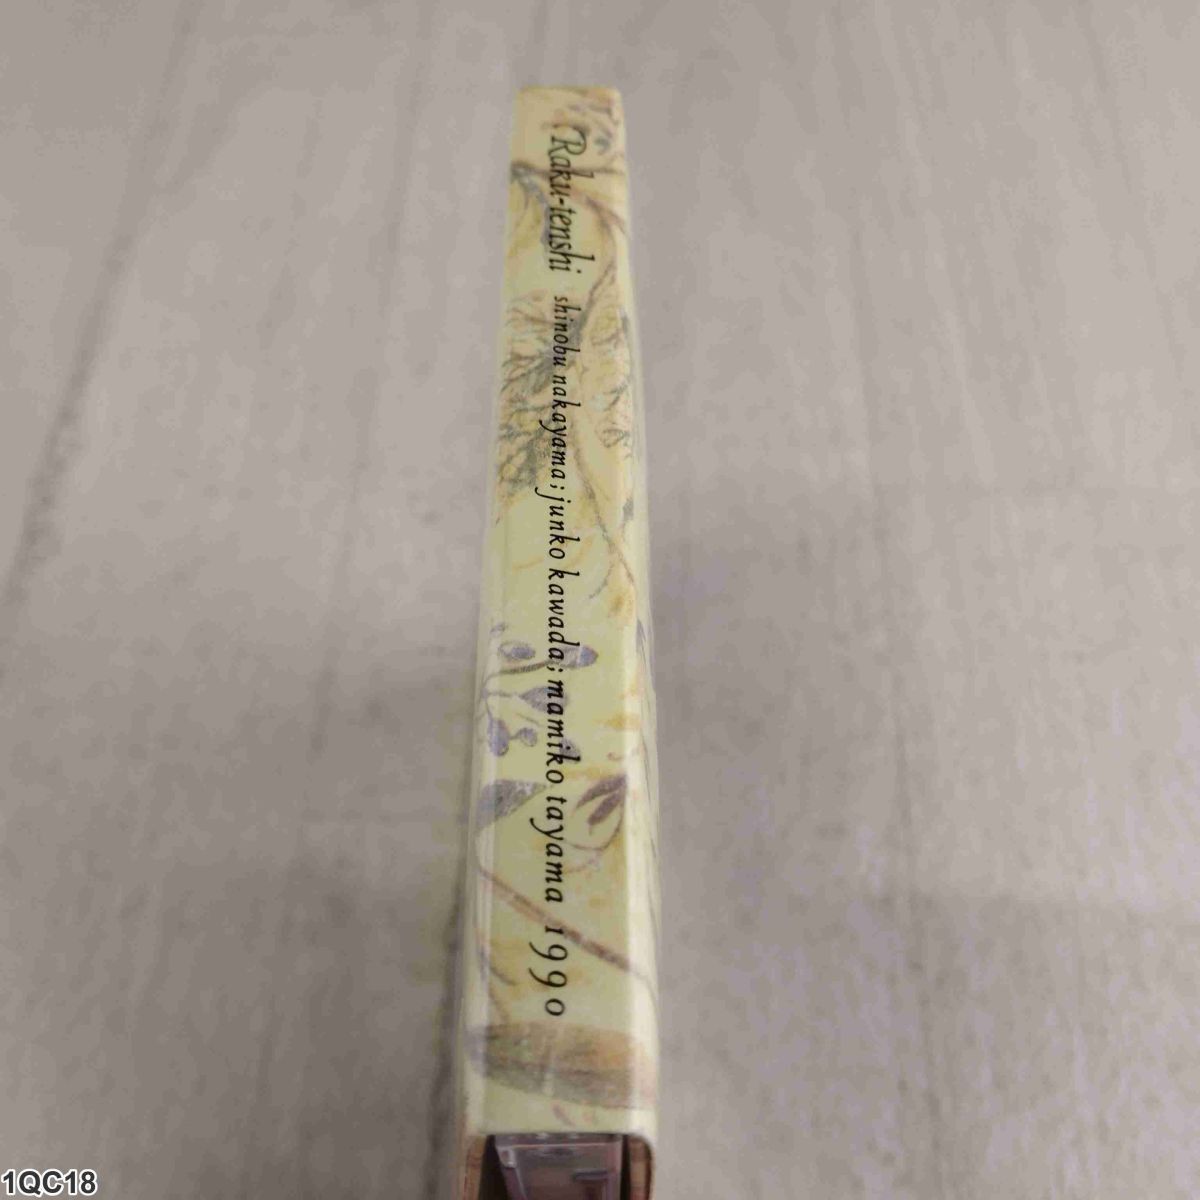 Raku-tenshi shinobu nakayama; junko kawada; mamiko tayama 1990
1QC18